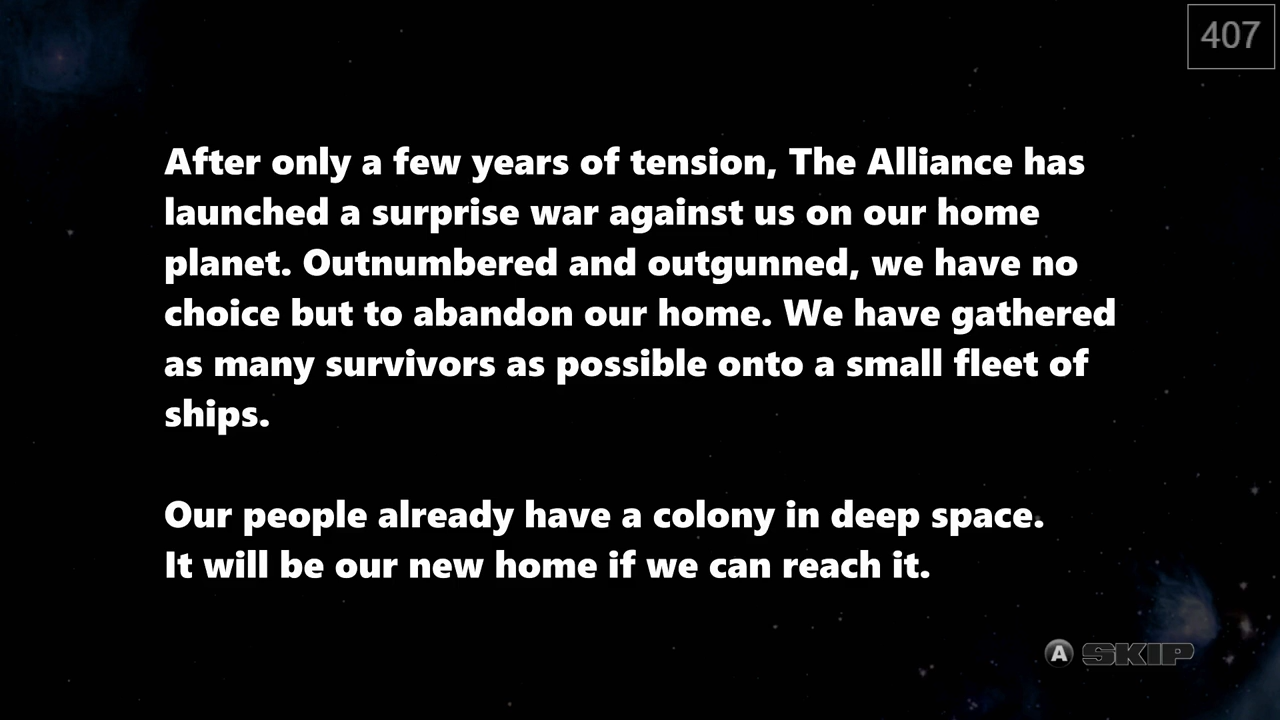 407
After only a few years of tension, The Alliance has
launched a surprise war against us on our home
planet. Outnumbered and outgunned, we have no
choice but to abandon our home. We have gathered
as many survivors as possible onto a small fleet of
ships.
Our people already have a colony in deep space.
It will be our new home if we can reach it.
A SKIP